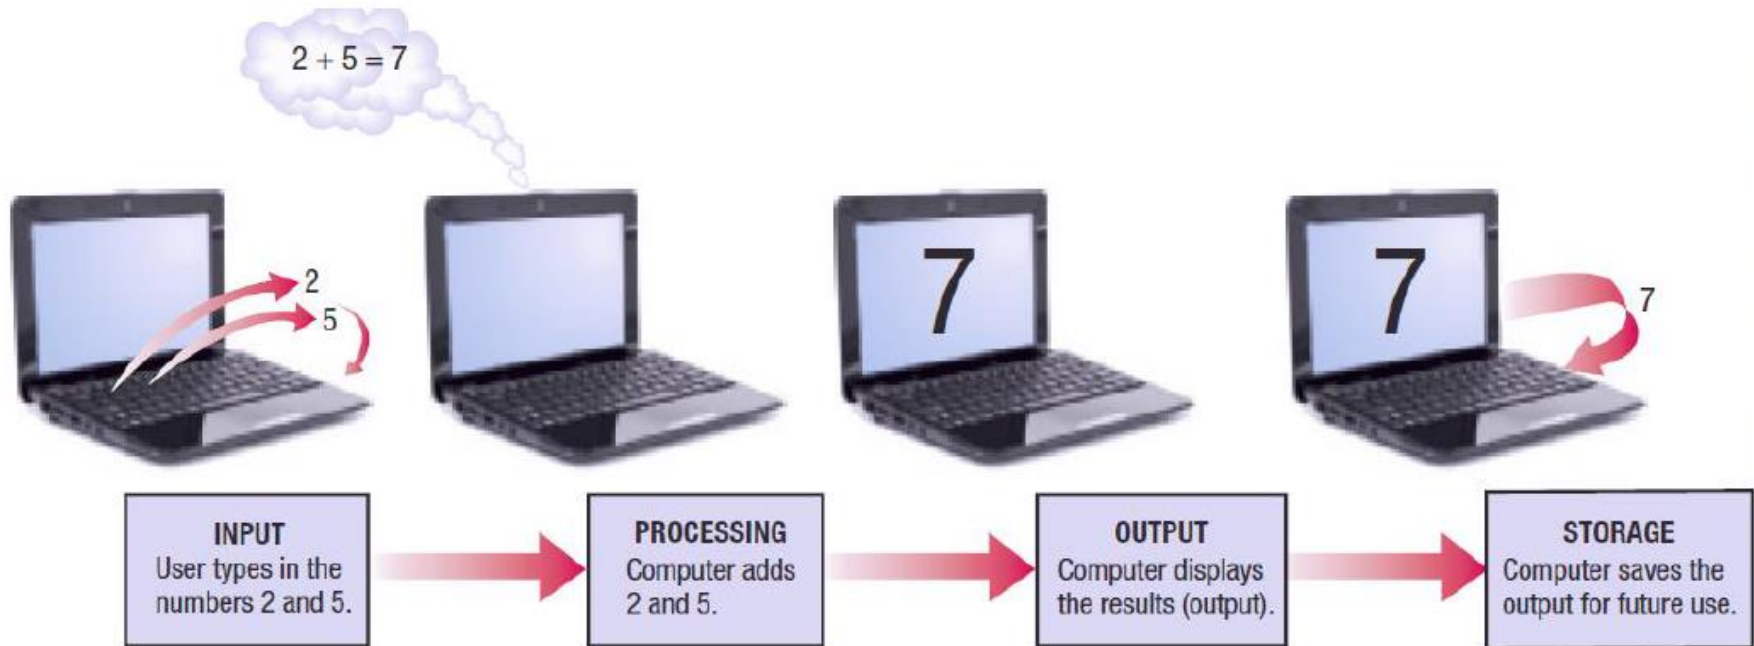 2 + 5 = 7
2
5
7
7
7
INPUT
User types in the
numbers 2 and 5.
PROCESSING
Computer adds
2 and 5.
OUTPUT
Computer displays
the results (output).
STORAGE
Computer saves the
output for future use.